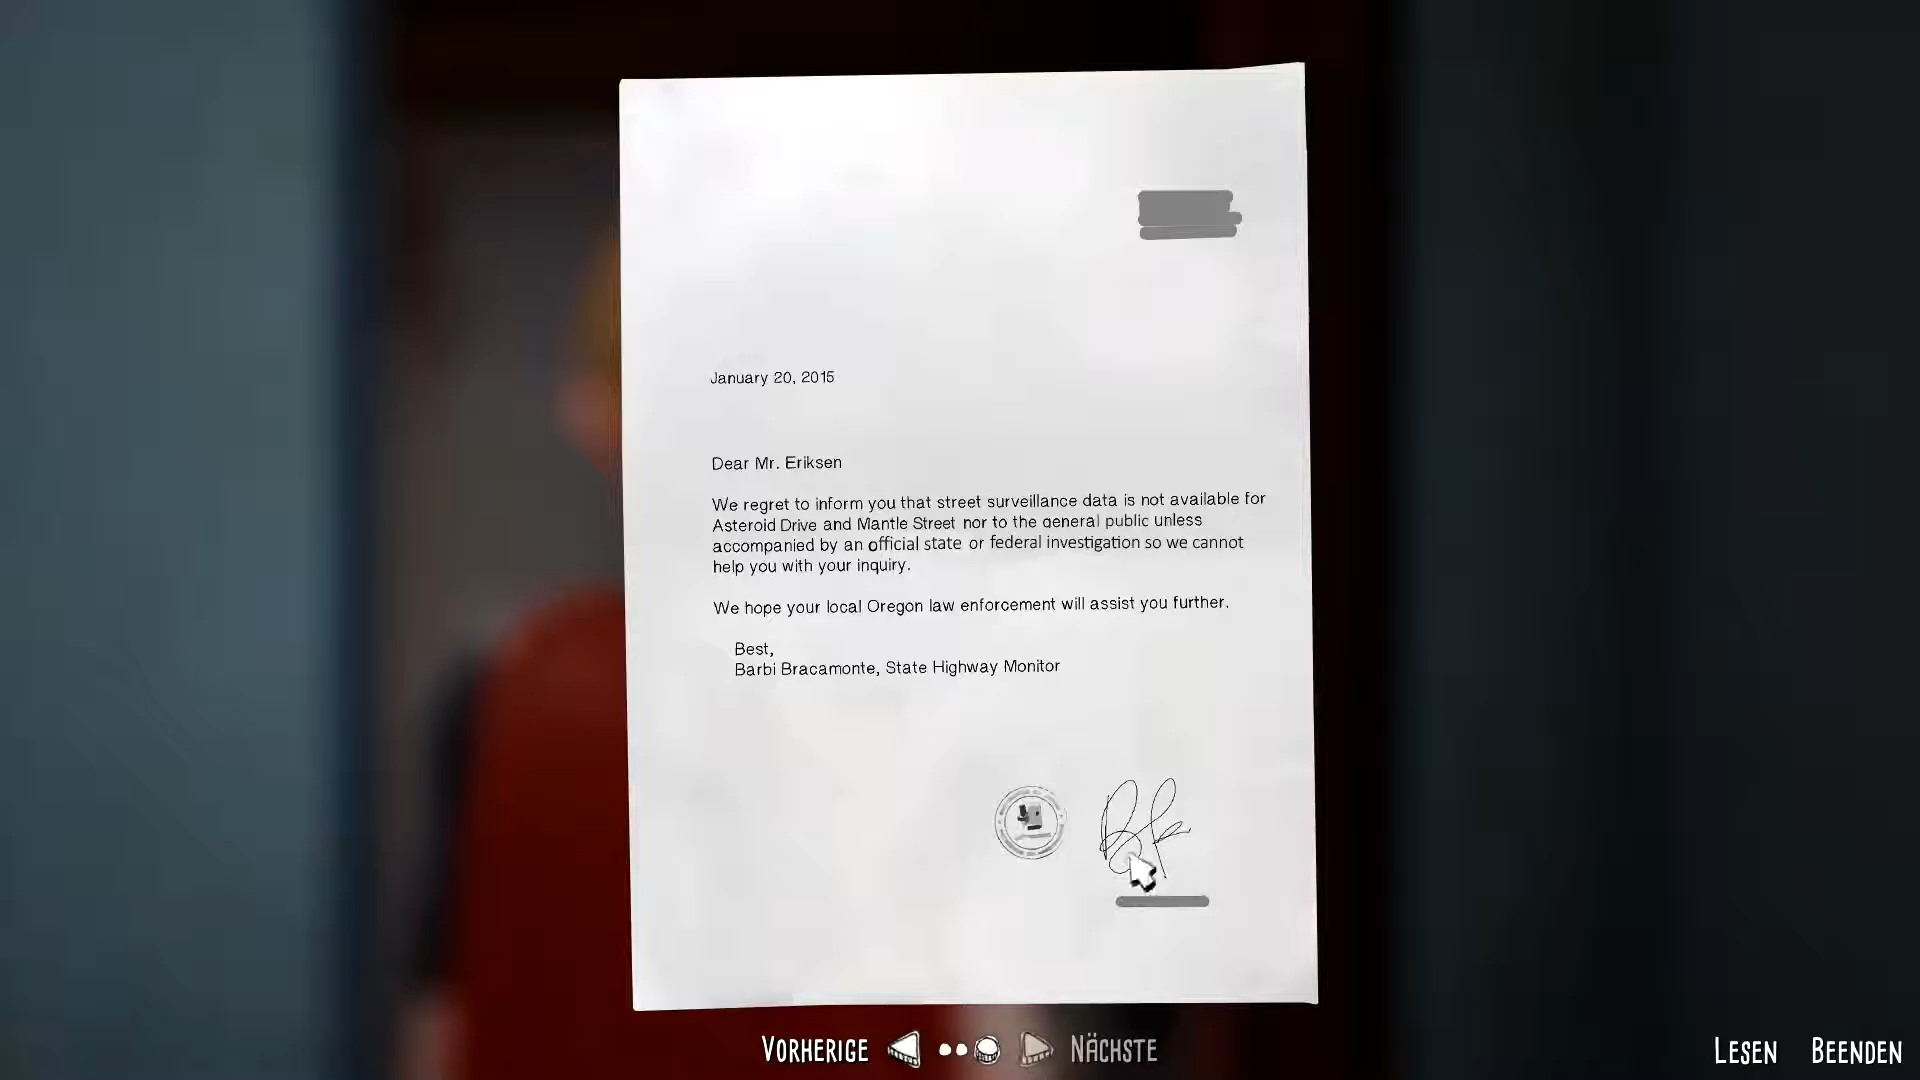 January 20, 2015
Dear Mr. Eriksen
We regret to inform you that street surveillance data is not available for
Asteroid Drive and Mantle Street nor to the general public unless
accompanied by an official state or federal investigation so we cannot
help you with your inquiry.
We hope your local Oregon law enforcement will assist you further.
Best,
Barbi Bracamonte, State Highway Monitor
VORHERIGE
NÄCHSTE
LESEN BEENDEN